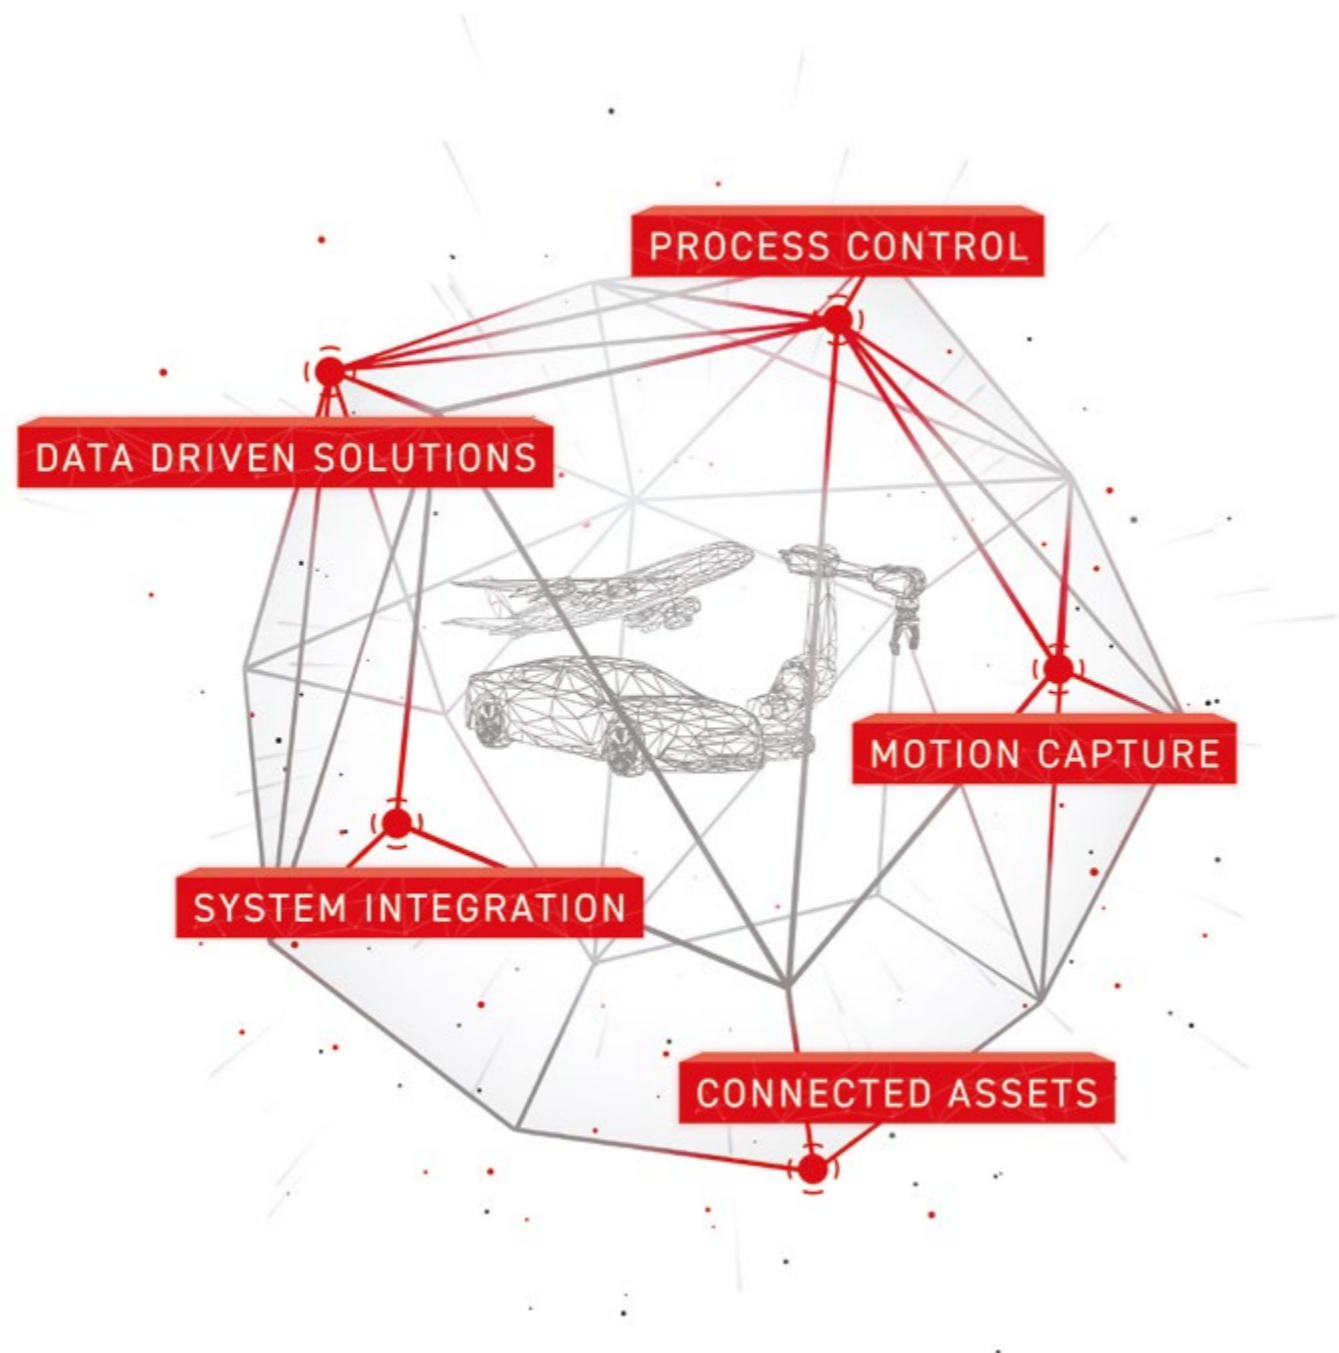 PROCESS CONTROL
DATA DRIVEN SOLUTIONS
MOTION CAPTURE
SYSTEM INTEGRATION
CONNECTED ASSETS